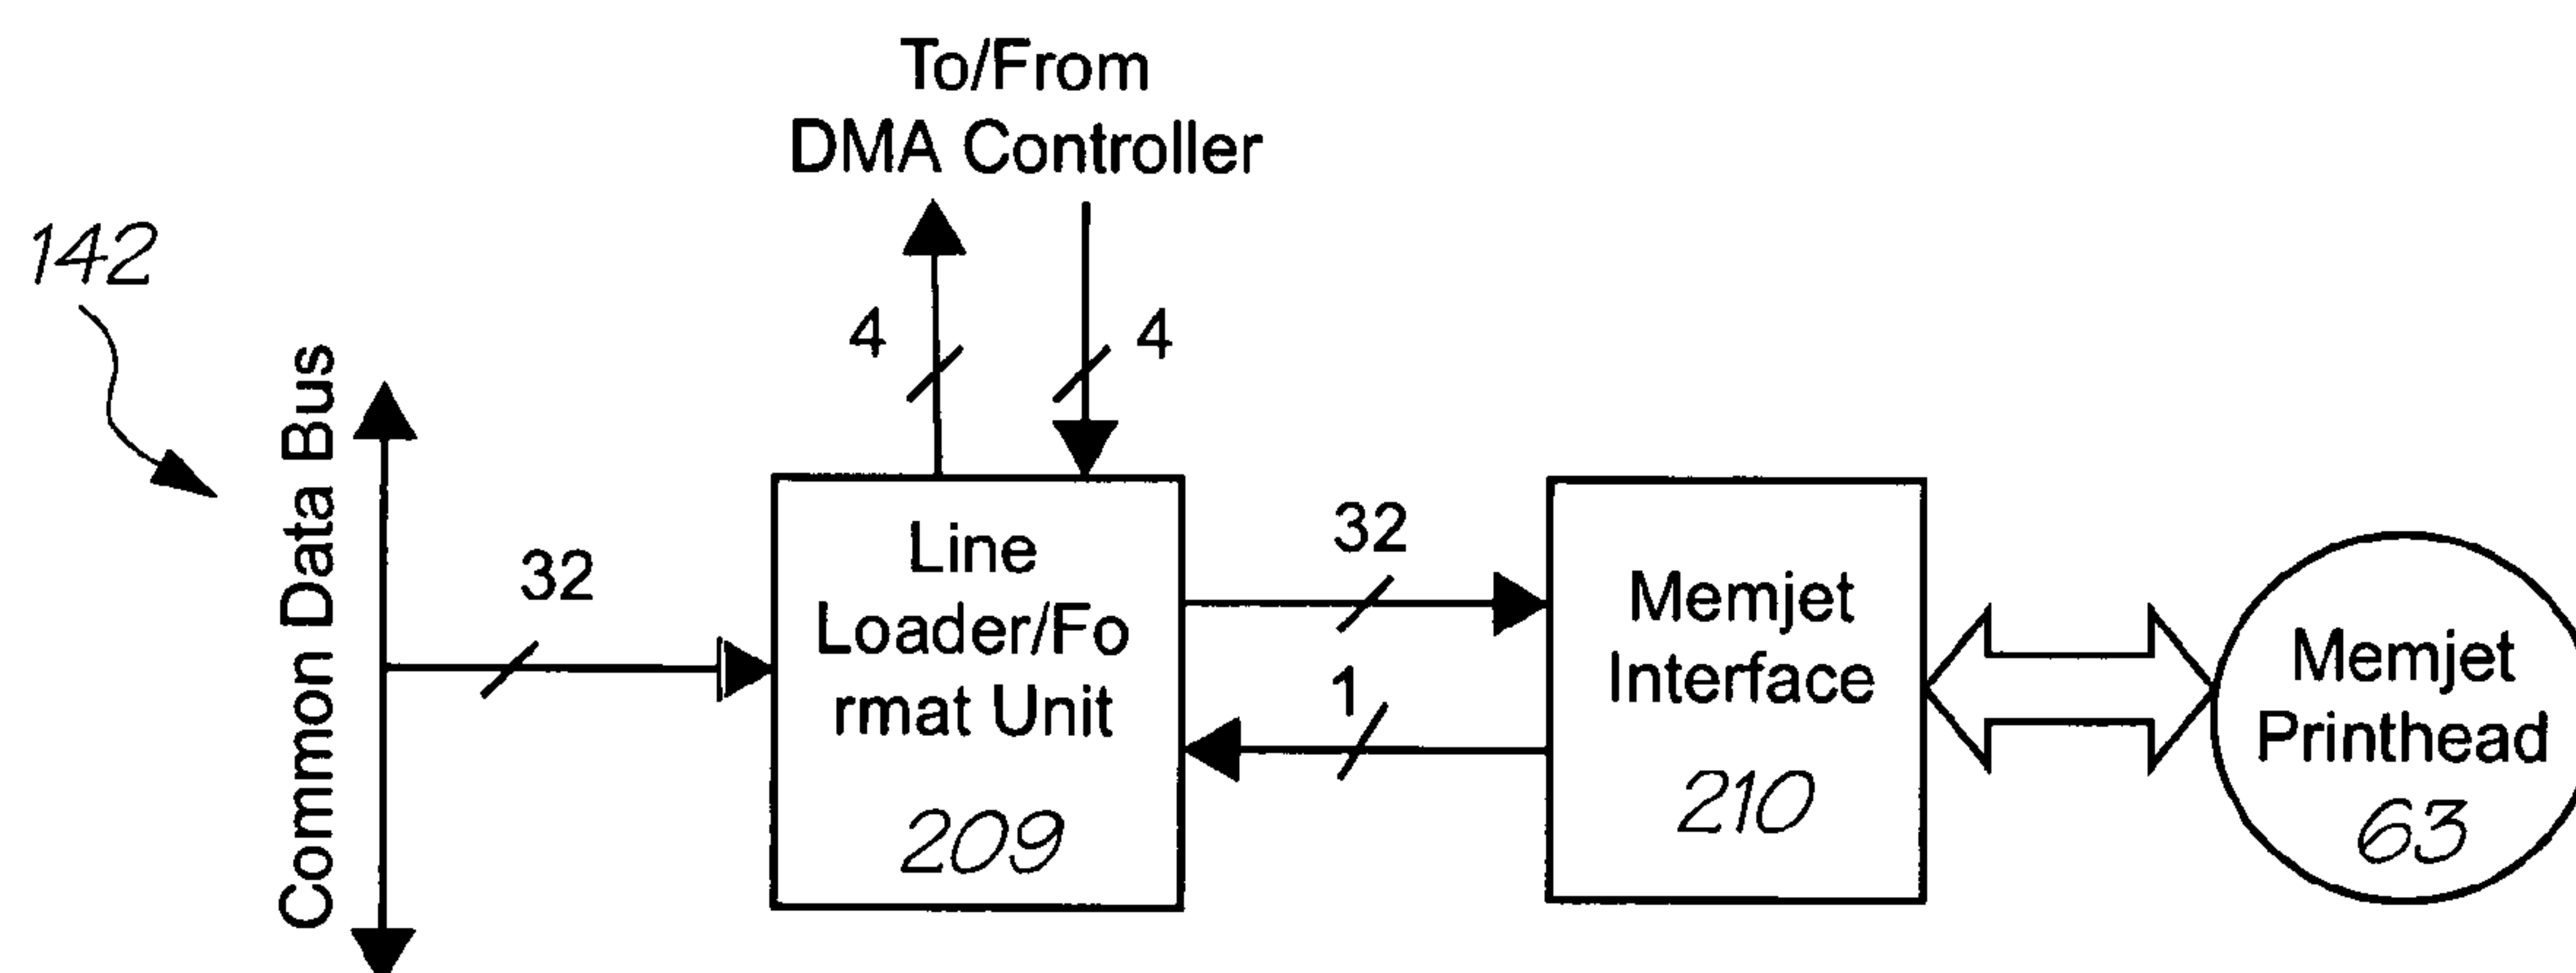 To/From
DMA Controller
142
4
4
Common Data Bus
32
Line
Loader/Fo
rmat Unit
209
32
1
Memjet
Interface
210
Memjet
Printhead
63